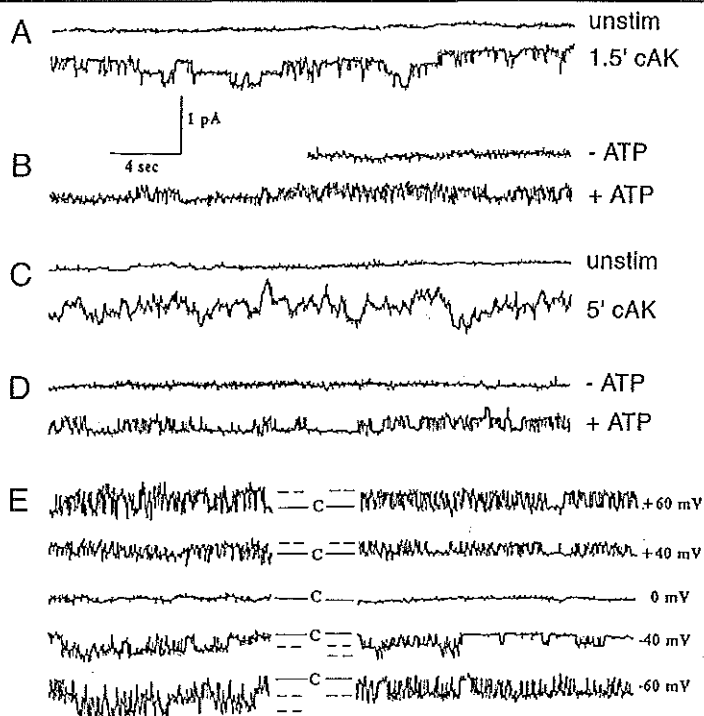 A
unstim
1.5' cAK
1 pA
4 sec
B
- ATP
+ ATP
C
unstim
5' cAK
D
- ATP
+ ATP
E
C
+60 mV
C
+40 mV
C
0 mV
C
-40 mV
C
-60 mV